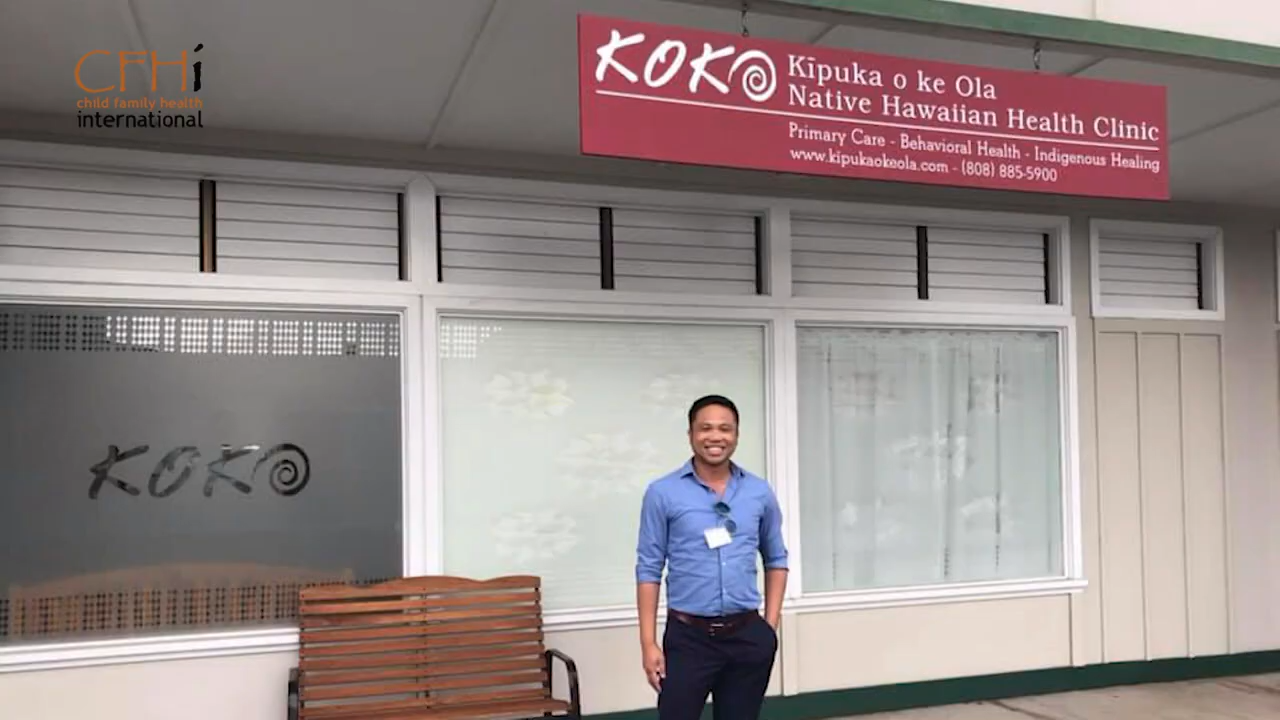 CFHi
child family health
international
KOKO
Kīpuka o ke Ola
Native Hawaiian Health Clinic
Primary Care - Behavioral Health - Indigenous Healing
www.kipukaokeola.com - (808) 885-5900
KOKO